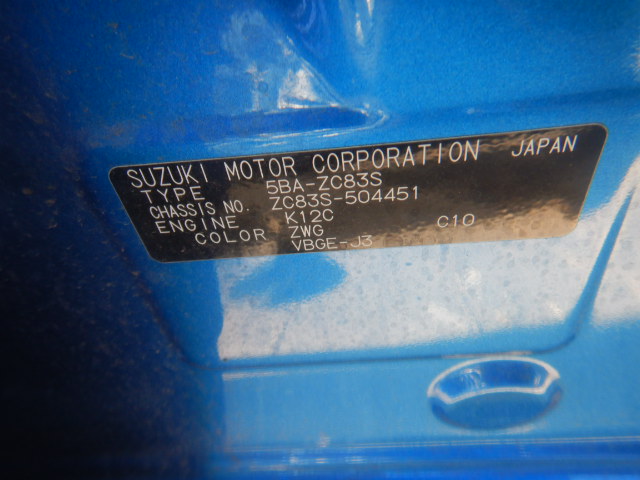 SUZUKI MOTOR CORPORATION JAPAN
TYPE 5BA-ZC83S
CHASSIS NO. ZC83S-504451
ENGINE K12C C10
COLOR ZWG
VBGE-J3